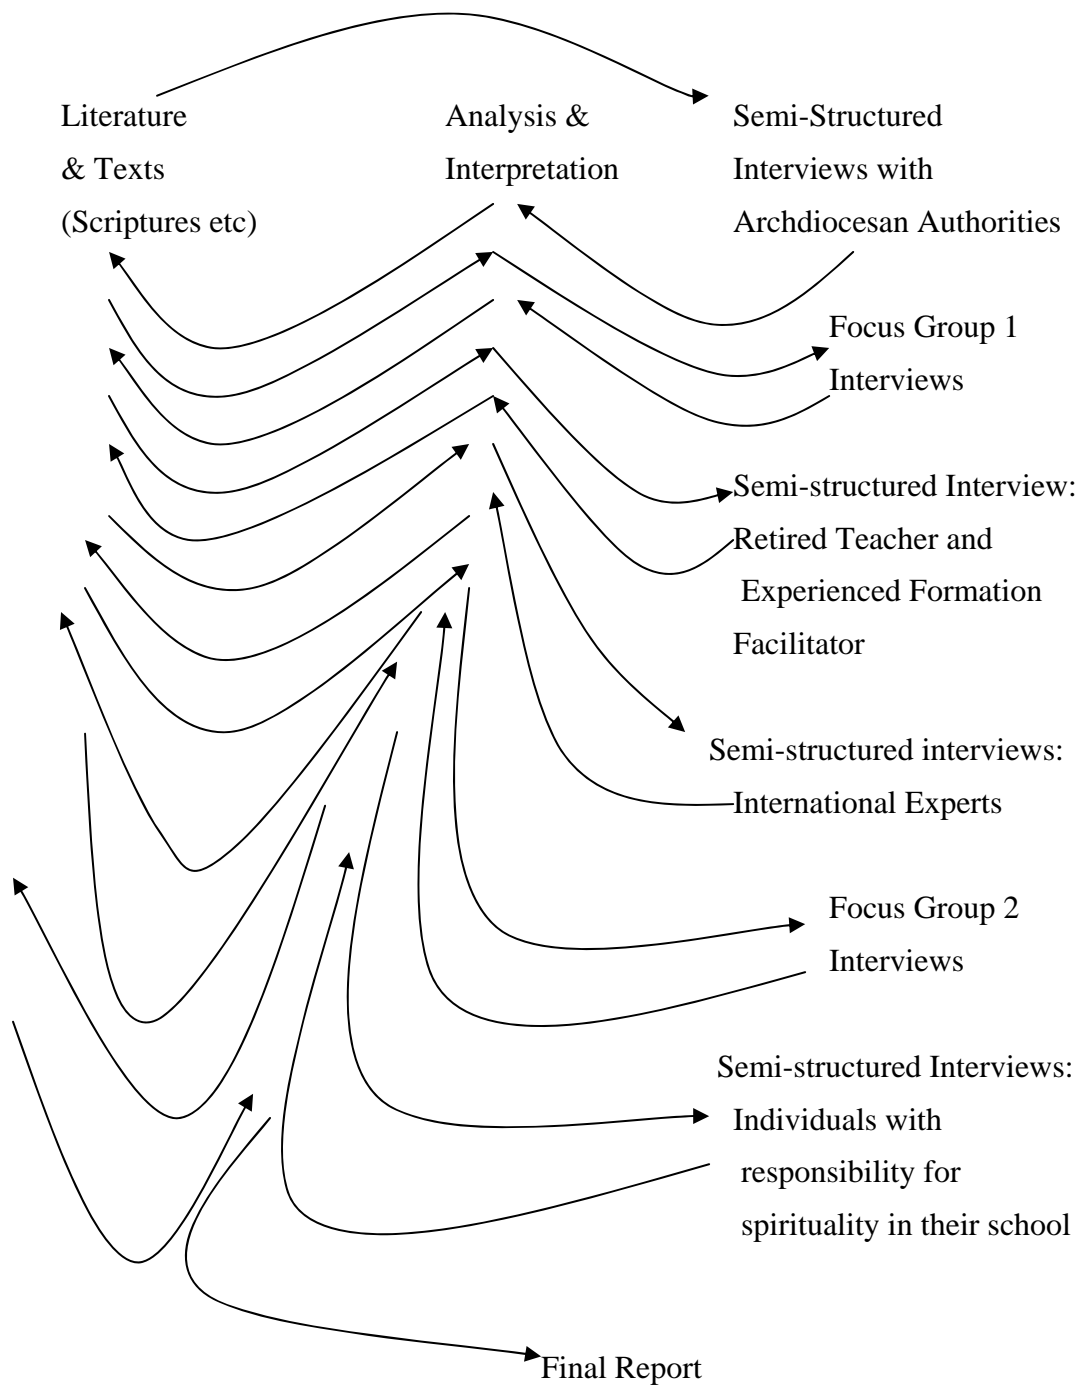 Literature
& Texts
(Scriptures etc)
Analysis &
Interpretation
Semi-Structured
Interviews with
Archdiocesan Authorities
Focus Group 1
Interviews
Semi-structured Interview:
Retired Teacher and
Experienced Formation
Facilitator
Semi-structured interviews:
International Experts
Focus Group 2
Interviews
Semi-structured Interviews:
Individuals with
responsibility for
spirituality in their school
Final Report